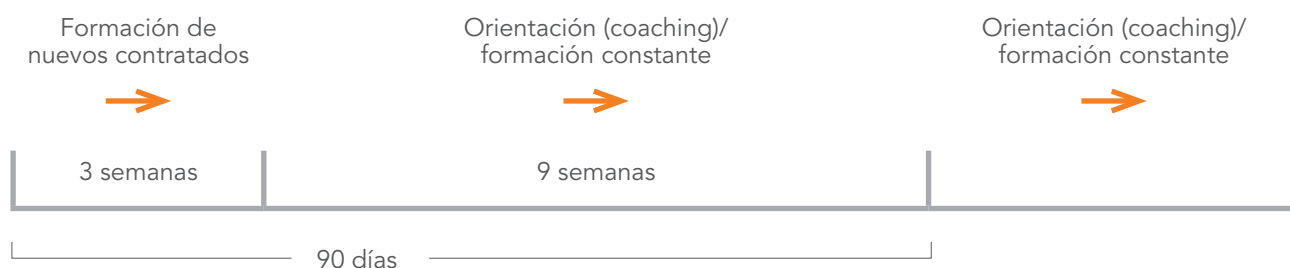 Formación de
nuevos contratados
Orientación (coaching)/
formación constante
Orientación (coaching)/
formación constante
3 semanas
9 semanas
90 días